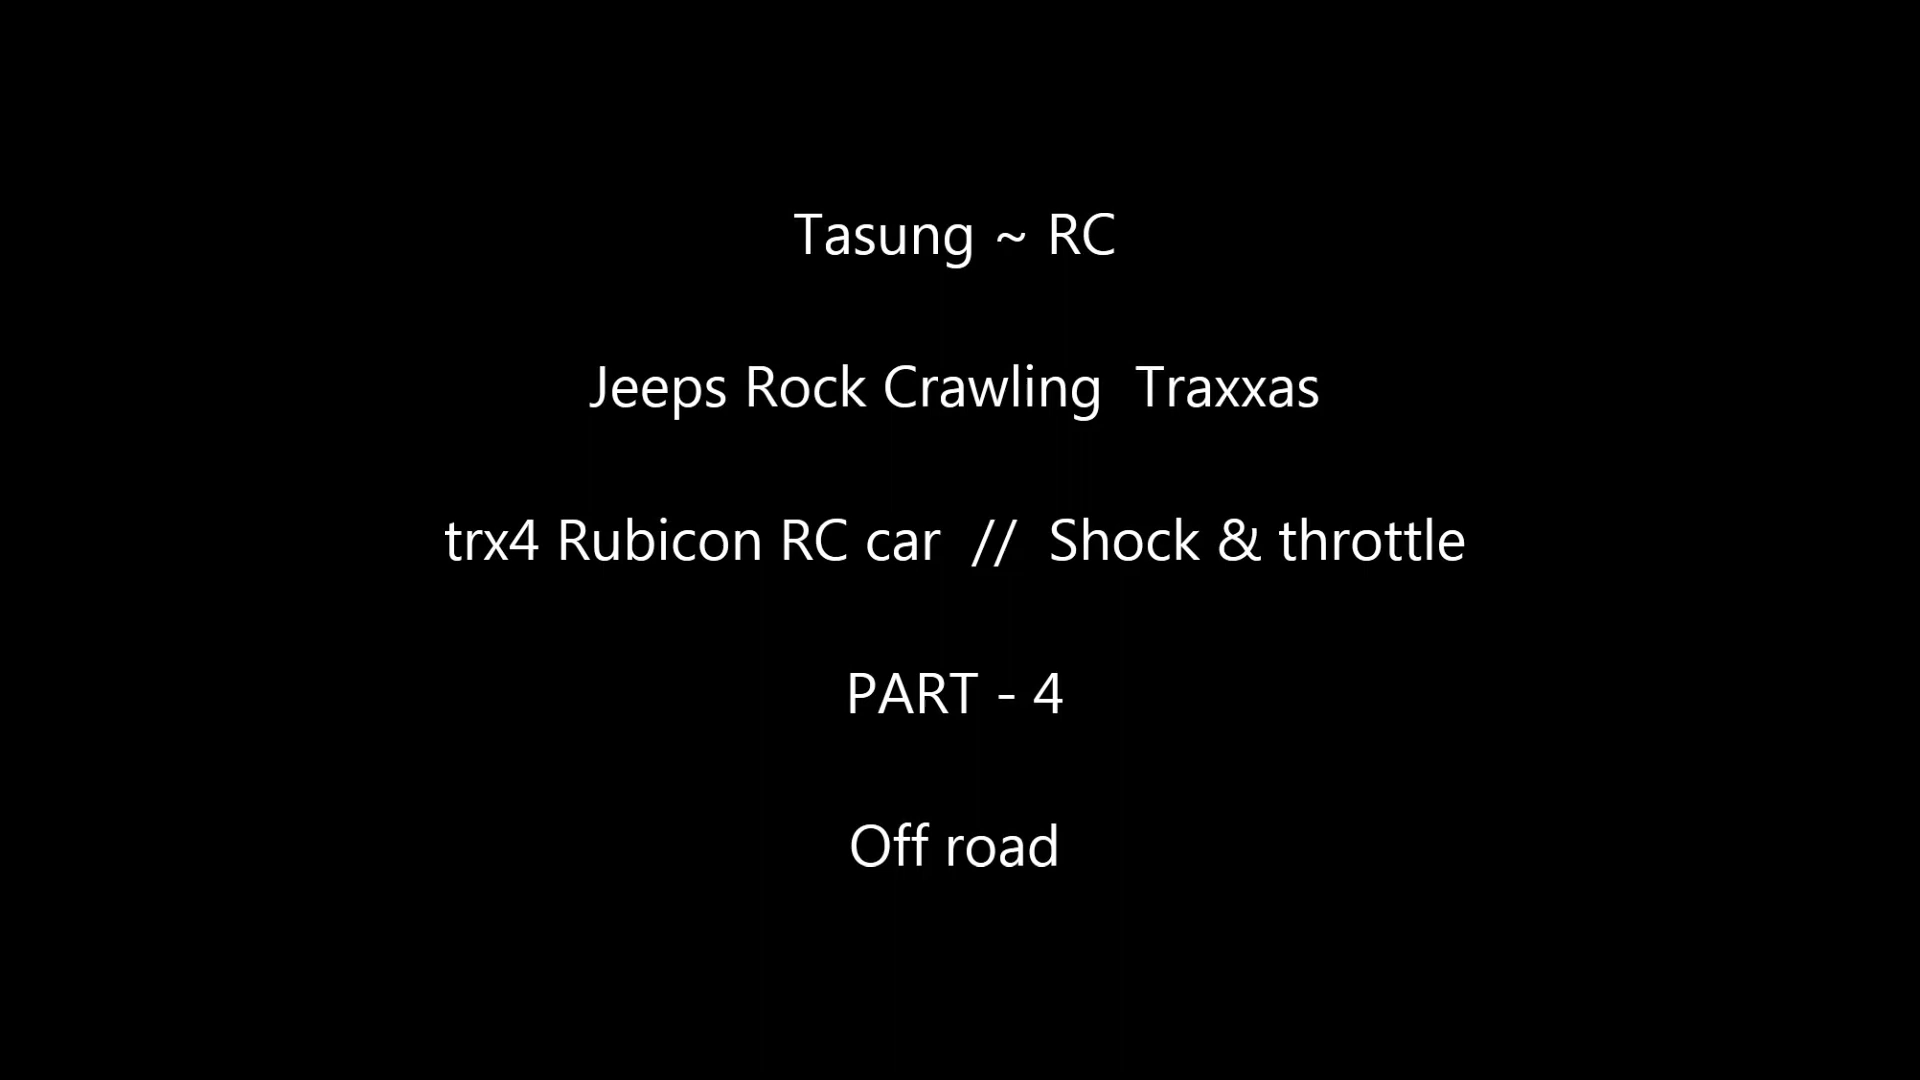 Tasung ~ RC
Jeeps Rock Crawling  Traxxas
trx4 Rubicon RC car  //  Shock & throttle
PART - 4
Off road